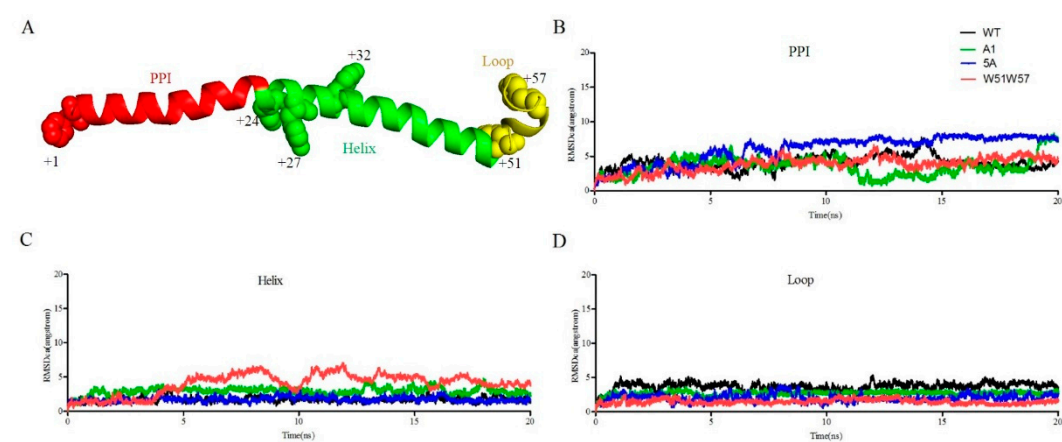 A
PPI
+1
+24
+27
+32
Helix
Loop
+57
+51
B
PPI
WT
A1
5A
W51W57
RMSDca(angstrom)
20
15
10
5
0
0 5 10 15 20
Time(ns)
C
Helix
RMSDca(angstrom)
20
15
10
5
0
0 5 10 15 20
Time(ns)
D
Loop
RMSDca(angstrom)
20
15
10
5
0
0 5 10 15 20
Time(ns)